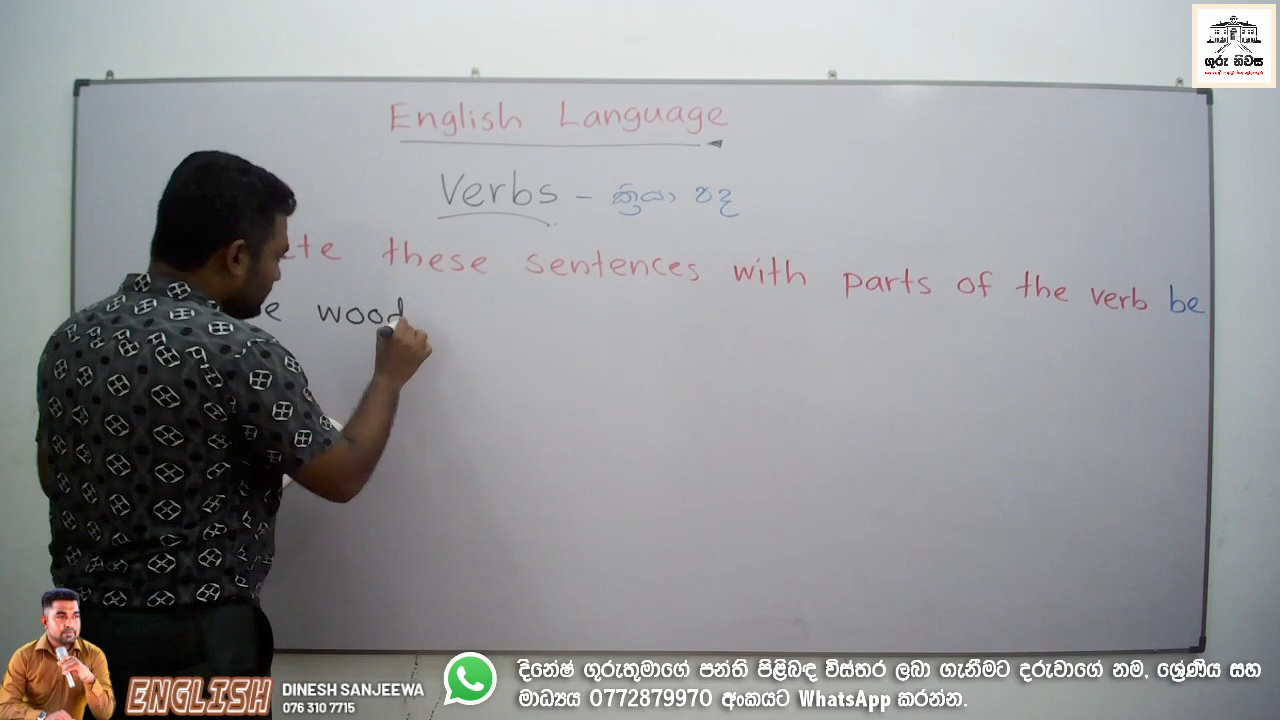 ගුරු නිවස
English Language
Verbs - ක්‍රියා පද
te these sentences with parts of the verb be
e wood
ENGLISH
DINESH SANJEEWA
076 310 7715
දිනේෂ් ගුරුතුමාගේ පන්ති පිළිබඳ විස්තර ලබා ගැනීමට දරුවාගේ නම, ශ්‍රේණිය සහ
මාධ්‍යය 0772879970 අංකයට WhatsApp කරන්න.